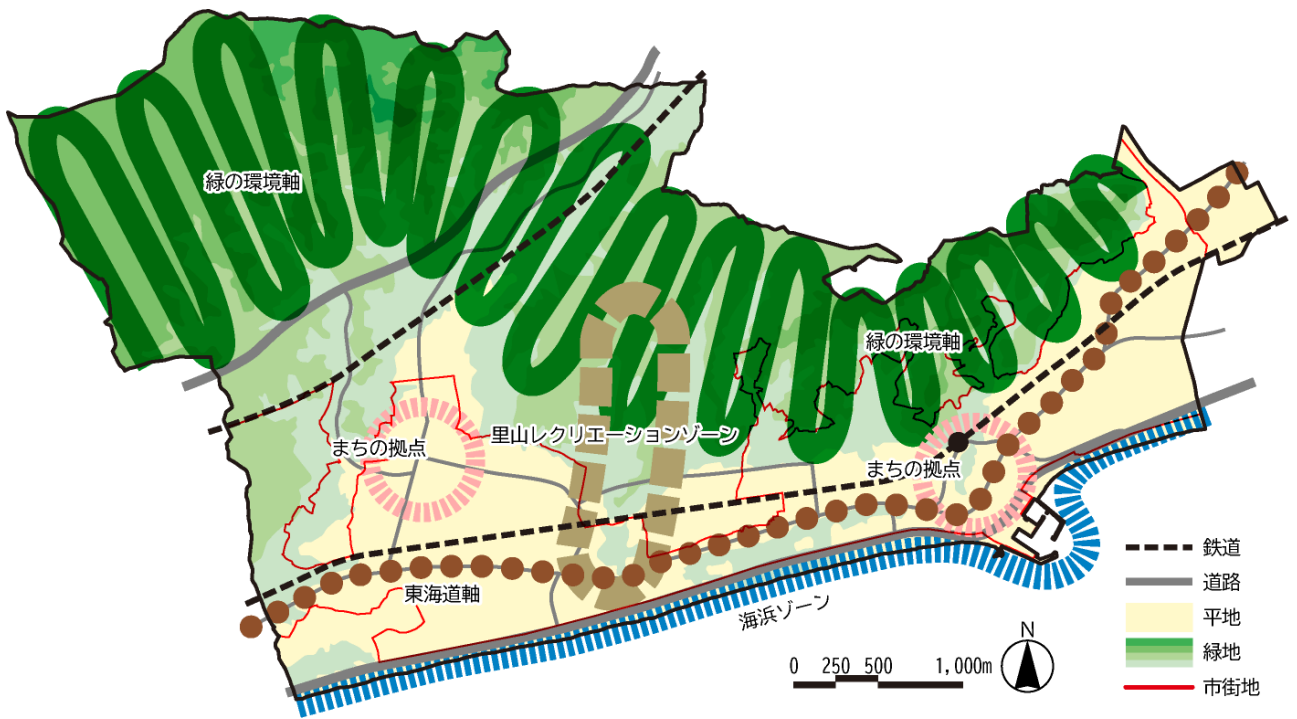 緑の環境軸
緑の環境軸
里山レクリエーションゾーン
まちの拠点
まちの拠点
東海道軸
海浜ゾーン
鉄道
道路
平地
緑地
市街地
N
0 250 500 1,000m